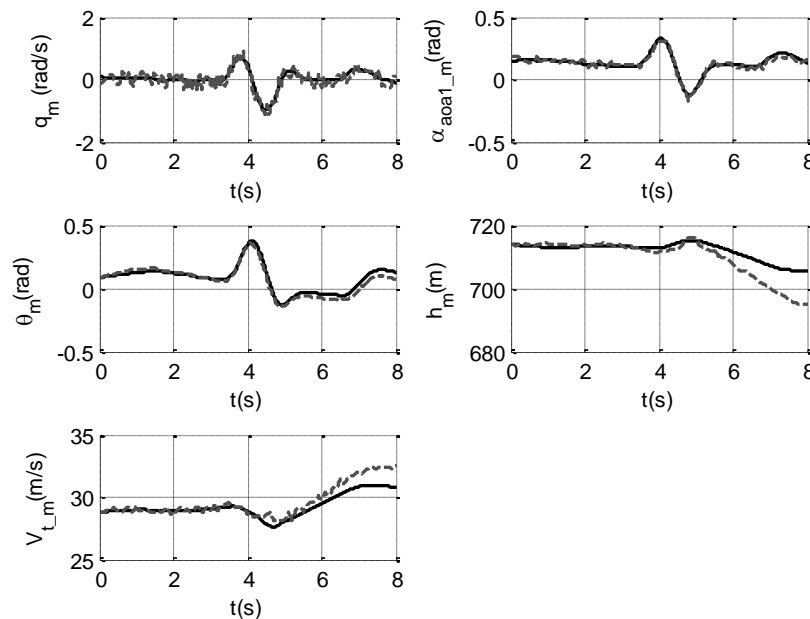 2
0
-2
q_m (rad/s)
0 2 4 6 8
t(s)
0.5
0
-0.5
α_aoa1_m(rad)
0 2 4 6 8
t(s)
0.5
0
-0.5
θ_m(rad)
0 2 4 6 8
t(s)
720
700
680
h_m(m)
0 2 4 6 8
t(s)
35
30
25
V_t_m(m/s)
0 2 4 6 8
t(s)